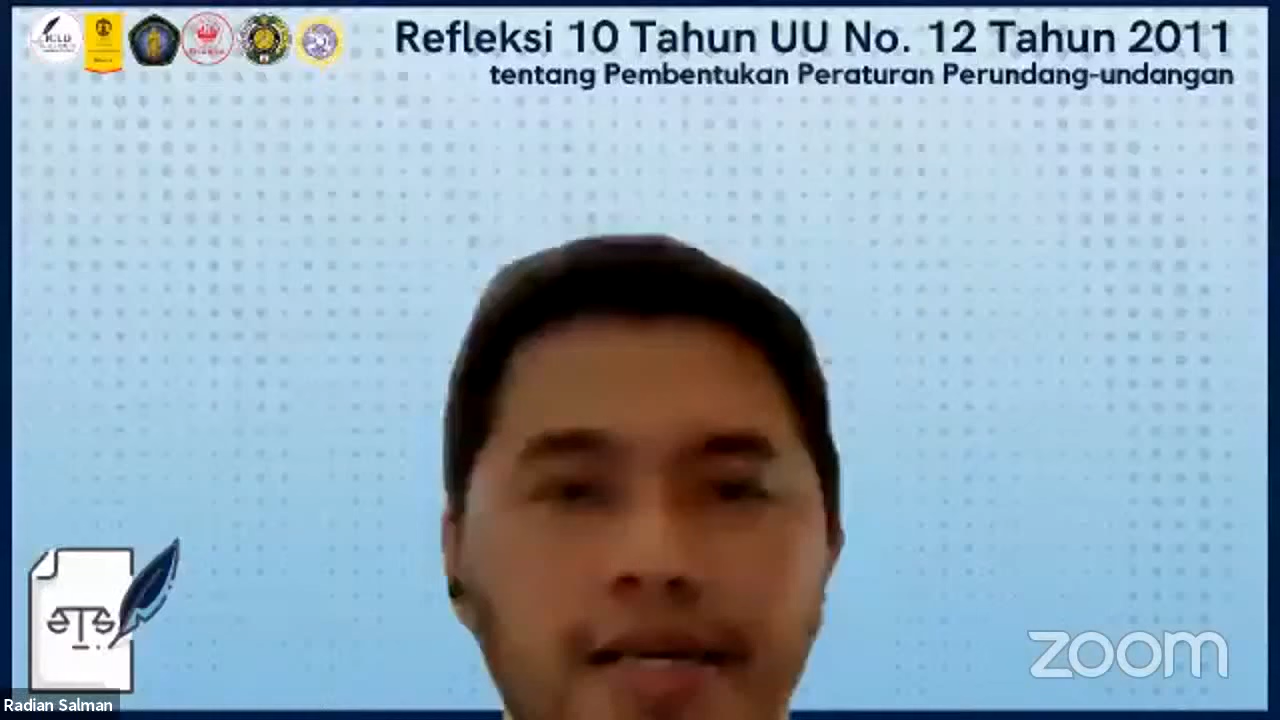 Refleksi 10 Tahun UU No. 12 Tahun 2011
tentang Pembentukan Peraturan Perundang-undangan
zoom
Radian Salman